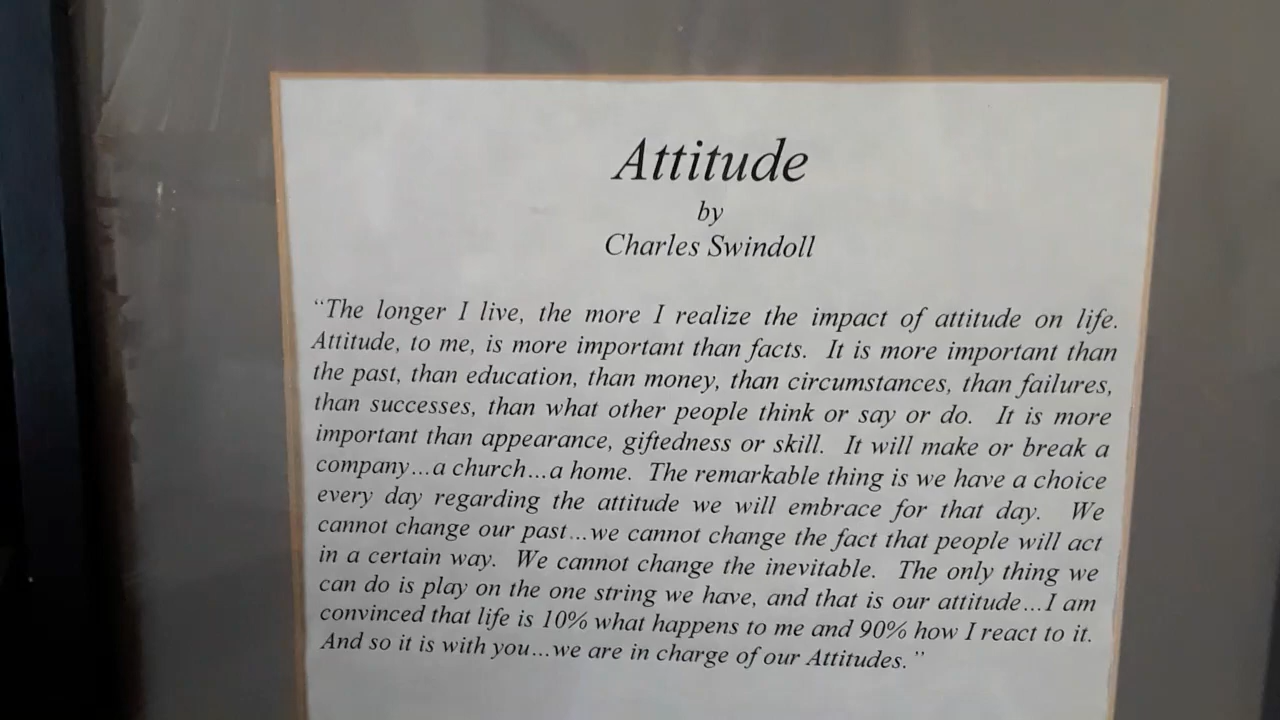 Attitude
by
Charles Swindoll
“The longer I live, the more I realize the impact of attitude on life.
Attitude, to me, is more important than facts. It is more important than
the past, than education, than money, than circumstances, than failures,
than successes, than what other people think or say or do. It is more
important than appearance, giftedness or skill. It will make or break a
company...a church...a home. The remarkable thing is we have a choice
every day regarding the attitude we will embrace for that day. We
cannot change our past...we cannot change the fact that people will act
in a certain way. We cannot change the inevitable. The only thing we
can do is play on the one string we have, and that is our attitude...I am
convinced that life is 10% what happens to me and 90% how I react to it.
And so it is with you...we are in charge of our Attitudes.”